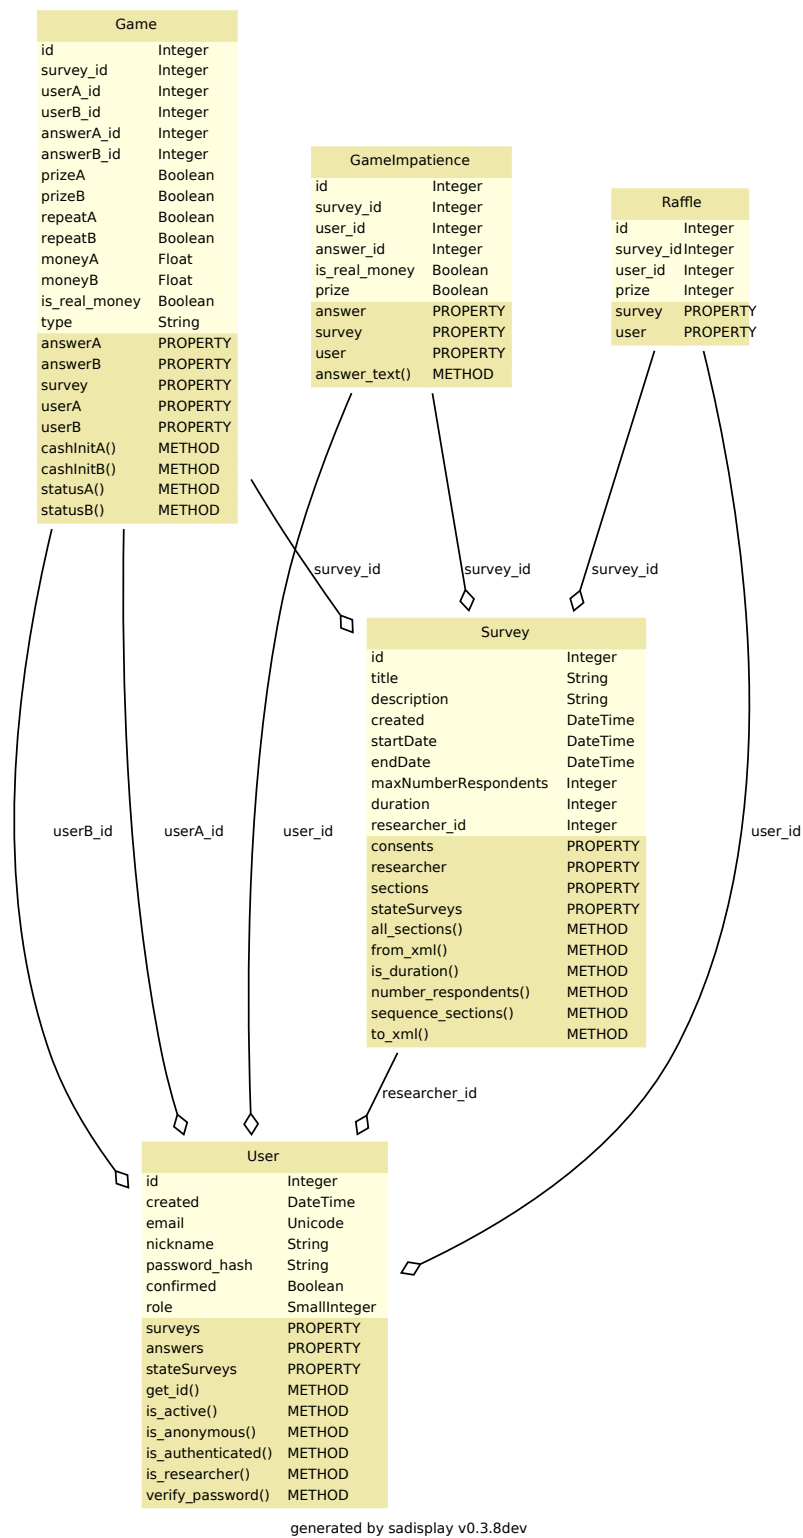 Game
id Integer
survey_id Integer
userA_id Integer
userB_id Integer
answerA_id Integer
answerB_id Integer
prizeA Boolean
prizeB Boolean
repeatA Boolean
repeatB Boolean
moneyA Float
moneyB Float
is_real_money Boolean
type String
answerA PROPERTY
answerB PROPERTY
survey PROPERTY
userA PROPERTY
userB PROPERTY
cashInitA() METHOD
cashInitB() METHOD
statusA() METHOD
statusB() METHOD
GameImpatience
id Integer
survey_id Integer
user_id Integer
answer_id Integer
is_real_money Boolean
prize Boolean
answer PROPERTY
survey PROPERTY
user PROPERTY
answer_text() METHOD
Raffle
id Integer
survey_id Integer
user_id Integer
prize Integer
survey PROPERTY
user PROPERTY
survey_id
survey_id
survey_id
Survey
id Integer
title String
description String
created DateTime
startDate DateTime
endDate DateTime
maxNumberRespondents Integer
duration Integer
researcher_id Integer
consents PROPERTY
researcher PROPERTY
sections PROPERTY
stateSurveys PROPERTY
all_sections() METHOD
from_xml() METHOD
is_duration() METHOD
number_respondents() METHOD
sequence_sections() METHOD
to_xml() METHOD
userB_id
userA_id
user_id
user_id
researcher_id
User
id Integer
created DateTime
email Unicode
nickname String
password_hash String
confirmed Boolean
role SmallInteger
surveys PROPERTY
answers PROPERTY
stateSurveys PROPERTY
get_id() METHOD
is_active() METHOD
is_anonymous() METHOD
is_authenticated() METHOD
is_researcher() METHOD
verify_password() METHOD
generated by sadisplay v0.3.8dev